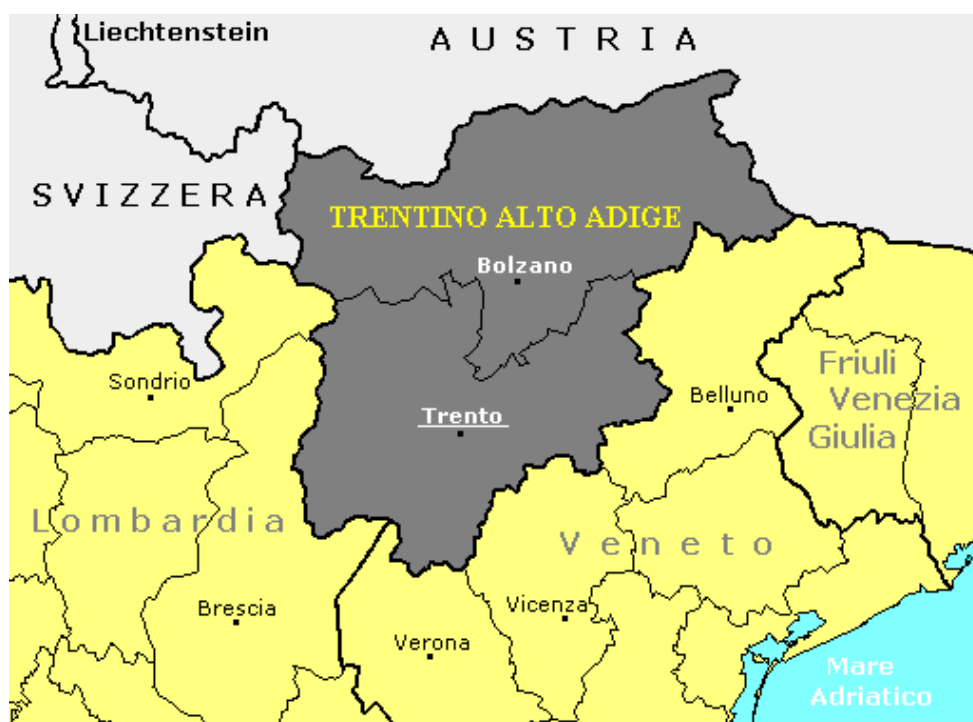 Liechtenstein
AUSTRIA
SVIZZERA
TRENTINO ALTO ADIGE
Bolzano
Sondrio
Trento
Belluno
Friuli
Venezia
Giulia
Lombardia
Veneto
Brescia
Vicenza
Verona
Mare
Adriatico